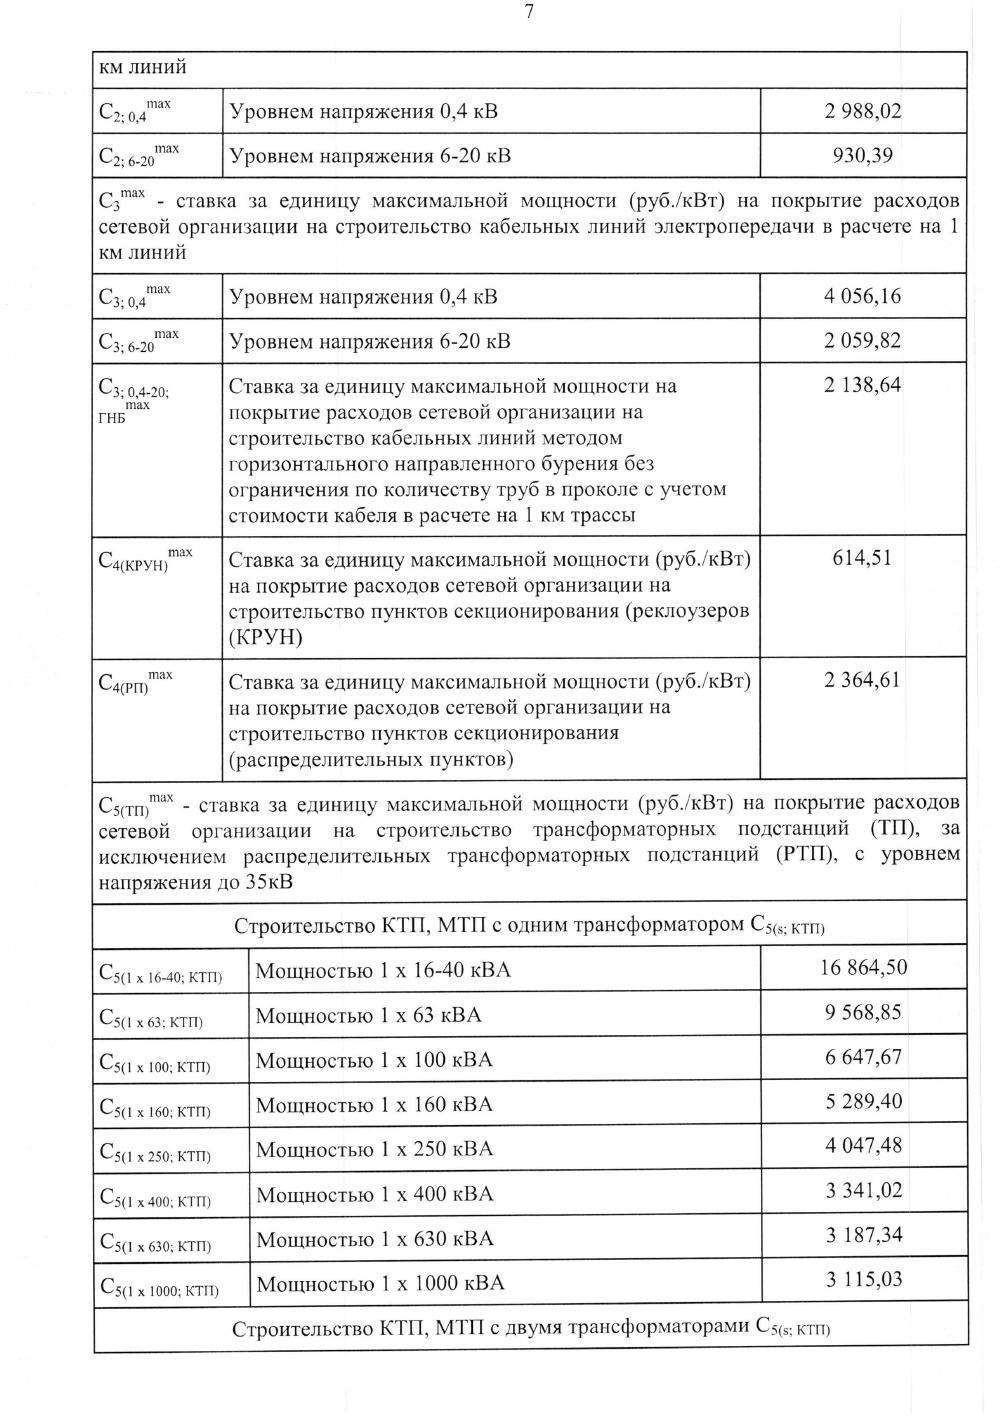 7
км линий
C2; 0,4max Уровнем напряжения 0,4 кВ 2 988,02
C2; 6-20max Уровнем напряжения 6-20 кВ 930,39
C3max - ставка за единицу максимальной мощности (руб./кВт) на покрытие расходов
сетевой организации на строительство кабельных линий электропередачи в расчете на 1
км линий
C3; 0,4max Уровнем напряжения 0,4 кВ 4 056,16
C3; 6-20max Уровнем напряжения 6-20 кВ 2 059,82
C3; 0,4-20; Ставка за единицу максимальной мощности на 2 138,64
ГНБmax покрытие расходов сетевой организации на
строительство кабельных линий методом
горизонтального направленного бурения без
ограничения по количеству труб в проколе с учетом
стоимости кабеля в расчете на 1 км трассы
C4(КРУН)max Ставка за единицу максимальной мощности (руб./кВт) 614,51
на покрытие расходов сетевой организации на
строительство пунктов секционирования (реклоузеров
(КРУН)
C4(РП)max Ставка за единицу максимальной мощности (руб./кВт) 2 364,61
на покрытие расходов сетевой организации на
строительство пунктов секционирования
(распределительных пунктов)
C5(ТП)max - ставка за единицу максимальной мощности (руб./кВт) на покрытие расходов
сетевой организации на строительство трансформаторных подстанций (ТП), за
исключением распределительных трансформаторных подстанций (РТП), с уровнем
напряжения до 35кВ
Строительство КТП, МТП с одним трансформатором C5(s; КТП)
C5(1 х 16-40; КТП) Мощностью 1 х 16-40 кВА 16 864,50
C5(1 х 63; КТП) Мощностью 1 х 63 кВА 9 568,85
C5(1 х 100; КТП) Мощностью 1 х 100 кВА 6 647,67
C5(1 х 160; КТП) Мощностью 1 х 160 кВА 5 289,40
C5(1 х 250; КТП) Мощностью 1 х 250 кВА 4 047,48
C5(1 х 400; КТП) Мощностью 1 х 400 кВА 3 341,02
C5(1 х 630; КТП) Мощностью 1 х 630 кВА 3 187,34
C5(1 х 1000; КТП) Мощностью 1 х 1000 кВА 3 115,03
Строительство КТП, МТП с двумя трансформаторами C5(s; КТП)